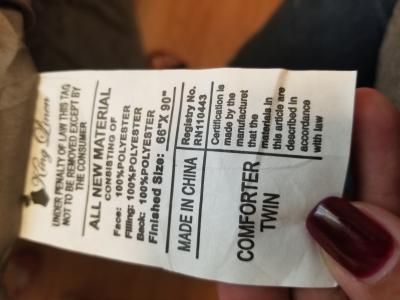 King Linen
UNDER PENALTY OF LAW THIS TAG
NOT TO BE REMOVED EXCEPT BY
THE CONSUMER
ALL NEW MATERIAL
CONSISTING OF
Face: 100%POLYESTER
Filling:100%POLYESTER
Back: 100%POLYESTER
Finished Size: 66"X 90"
MADE IN CHINA
Registry No.
RN110443
COMFORTER
TWIN
Certification is
made by the
manufacturet
that the
materials in
this article are
described in
accordance
with law